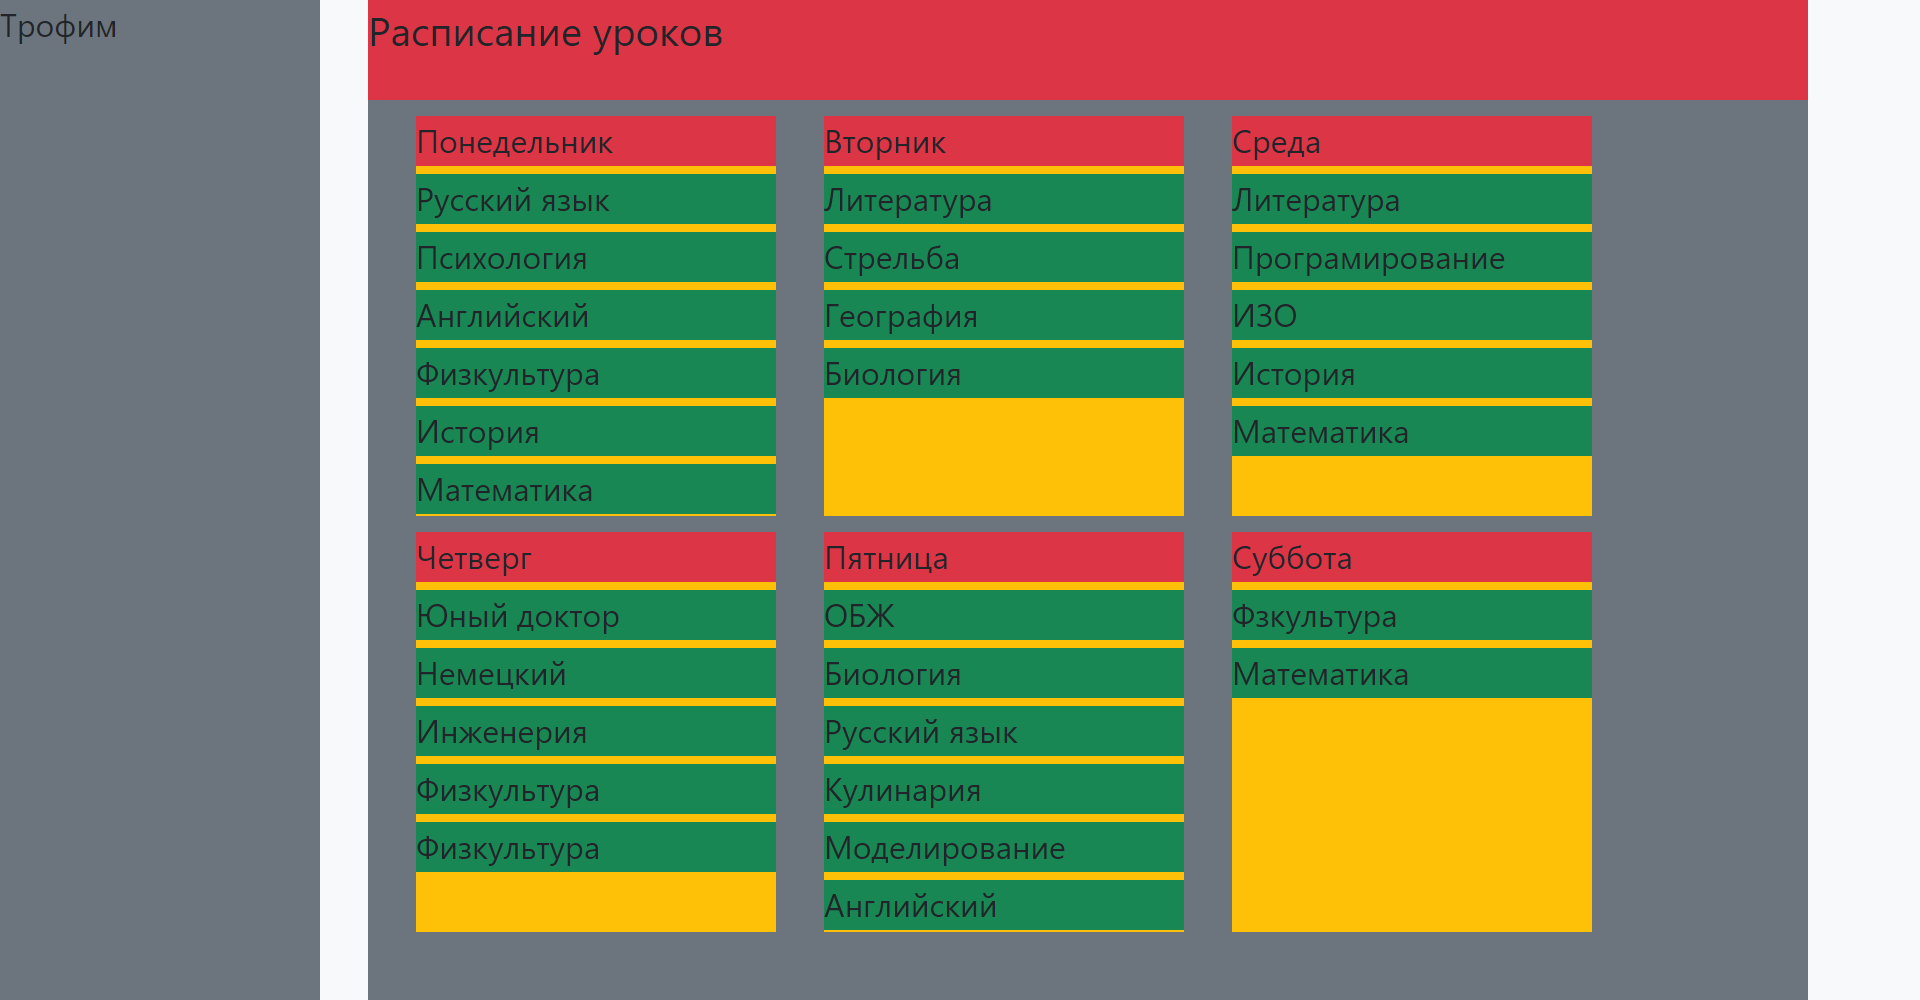 Трофим
Расписание уроков
Понедельник
Русский язык
Психология
Английский
Физкультура
История
Математика
Вторник
Литература
Стрельба
География
Биология
Среда
Литература
Програмирование
ИЗО
История
Математика
Четверг
Юный доктор
Немецкий
Инженерия
Физкультура
Физкультура
Пятница
ОБЖ
Биология
Русский язык
Кулинария
Моделирование
Английский
Суббота
Фзкультура
Математика